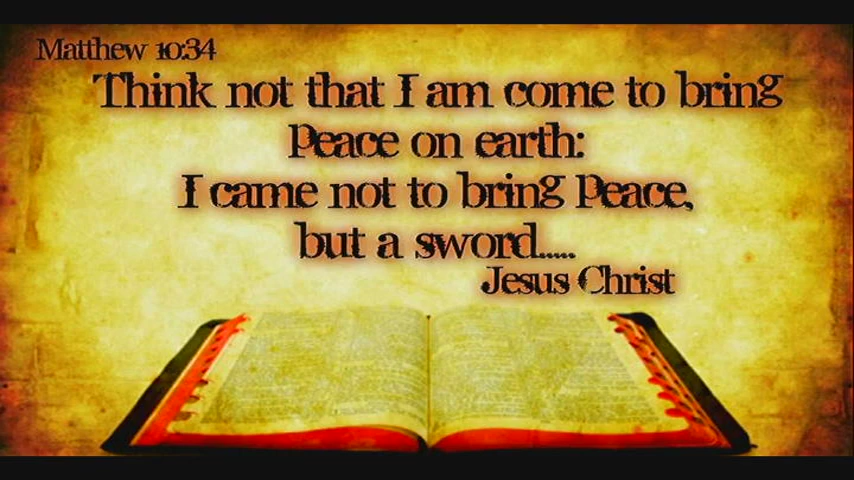 Matthew 10:34
Think not that I am come to bring
Peace on earth:
I came not to bring Peace,
but a sword.....
Jesus Christ